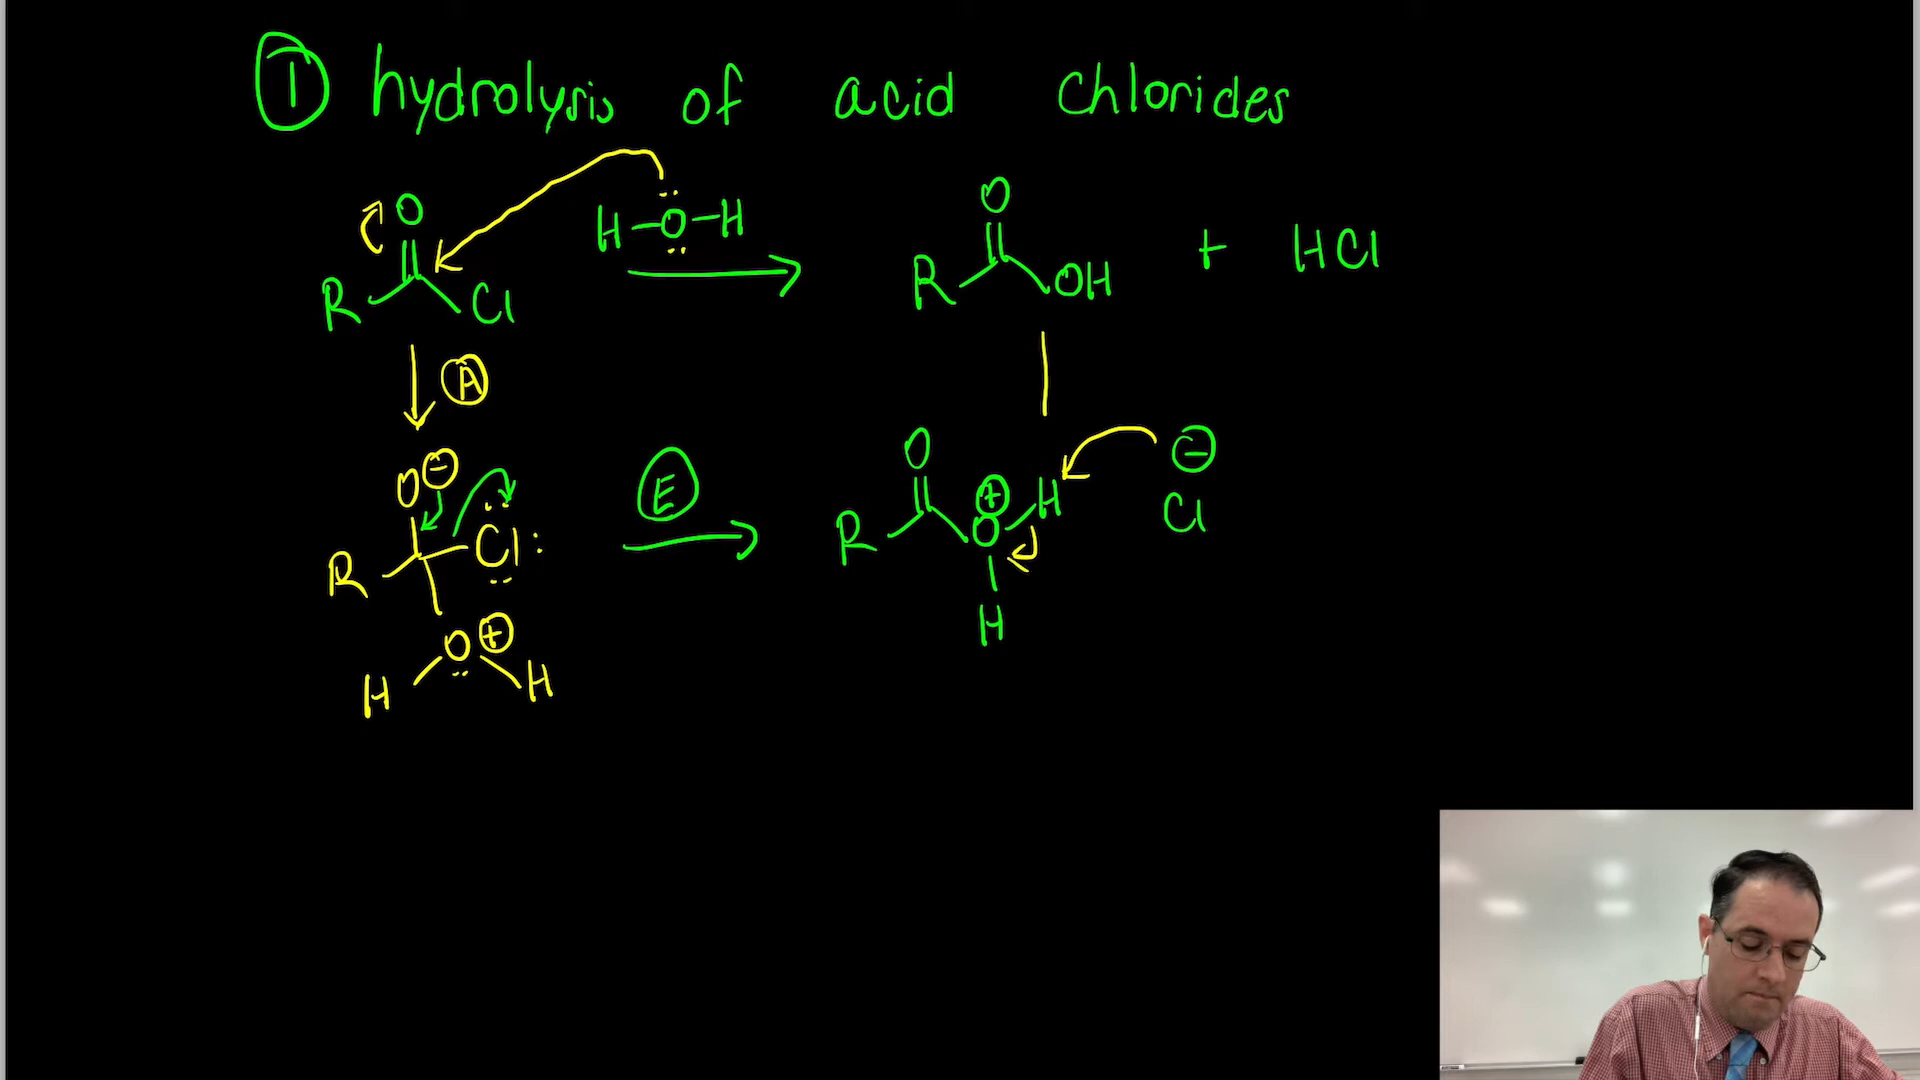 ① hydrolysis of acid chlorides
O H-O-H O
R Cl R OH + HCl
Ⓐ
O⊖ Ⓔ O ⊕ H ⊖
R Cl: R O Cl
O⊕ H
H H